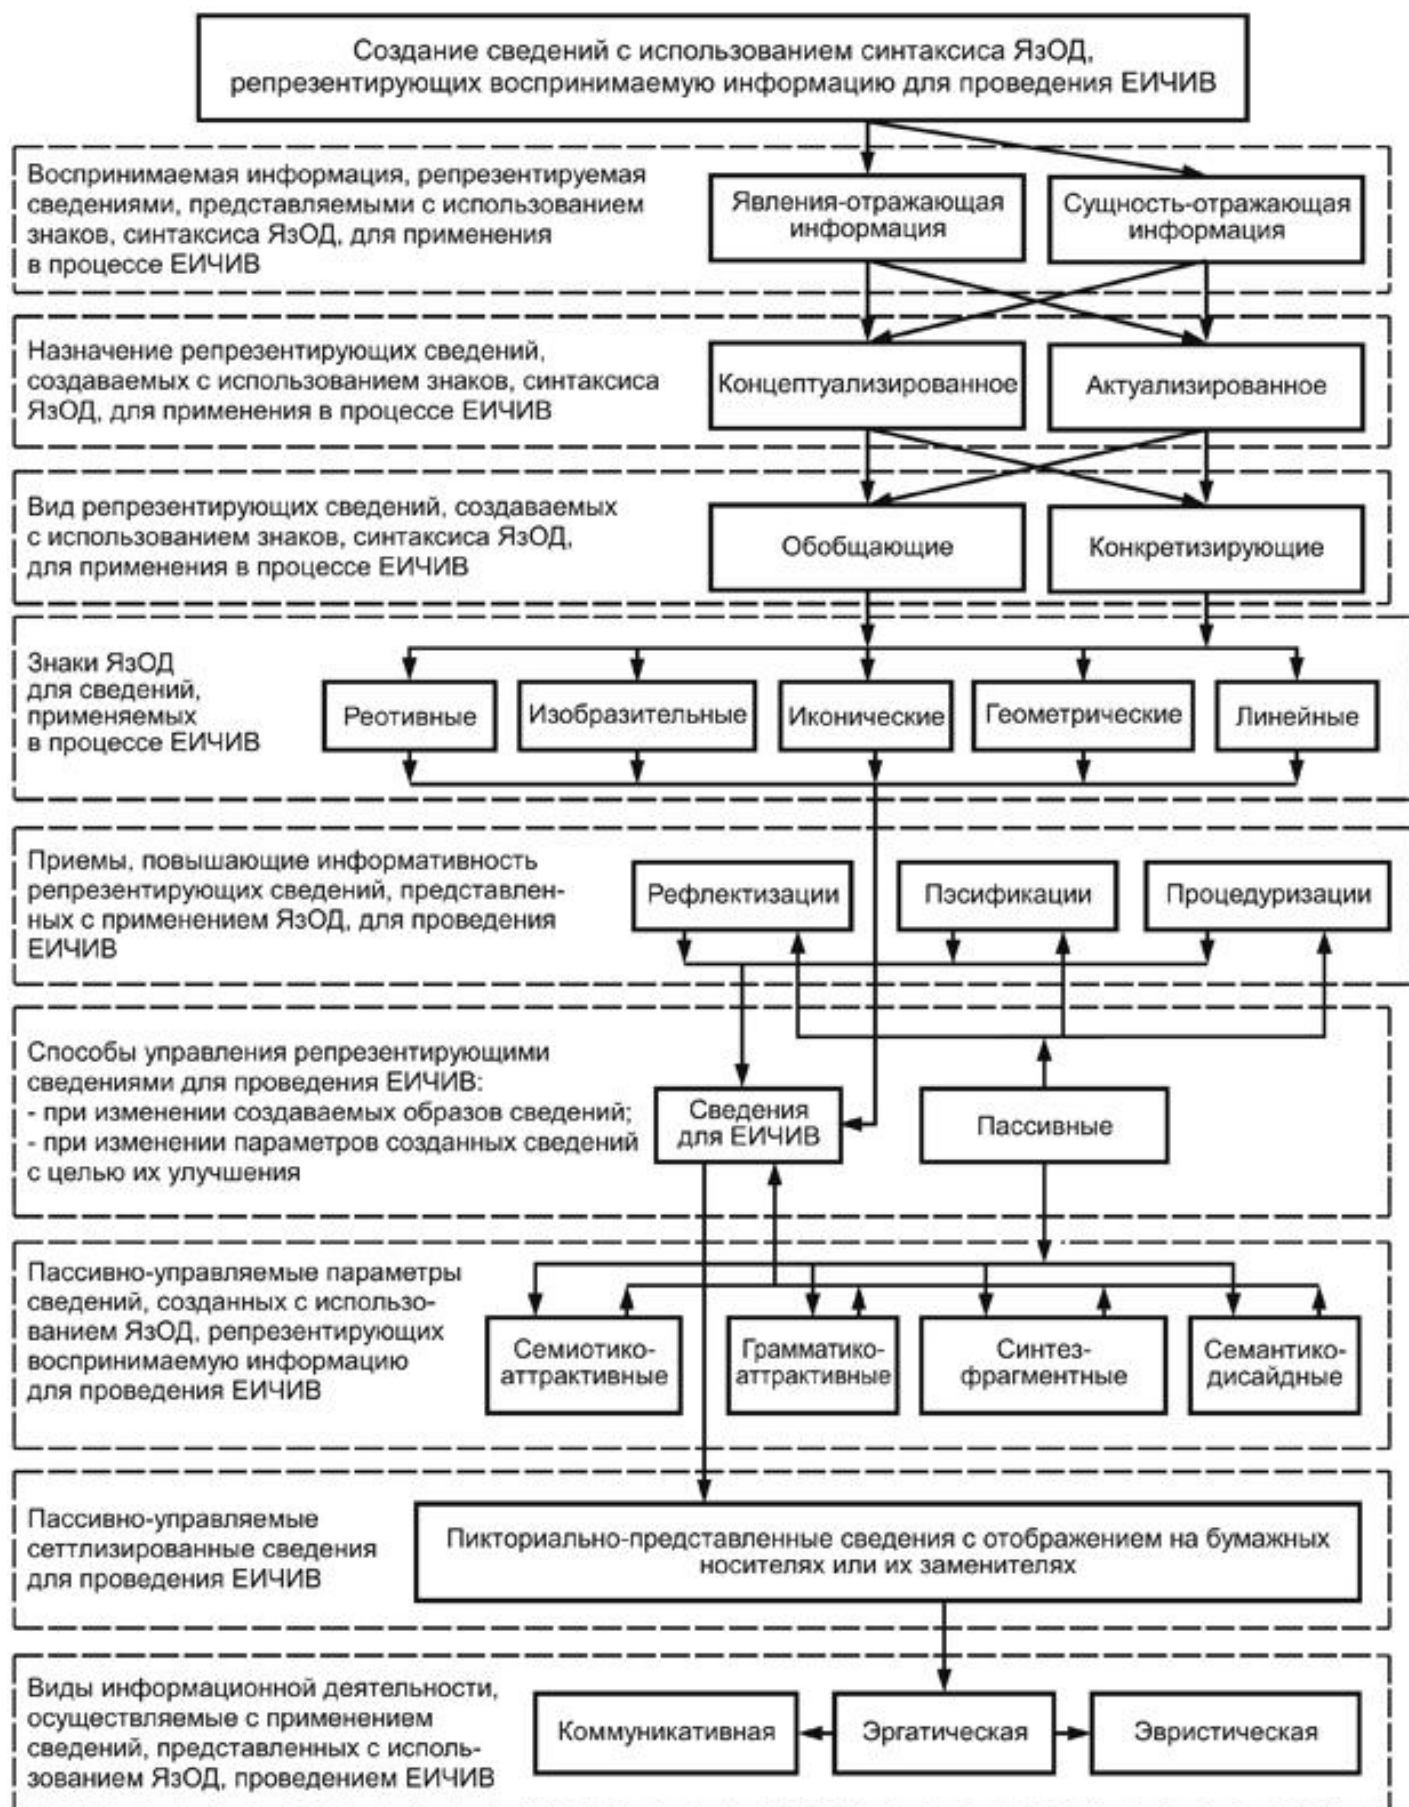 Создание сведений с использованием синтаксиса ЯзОД,
репрезентирующих воспринимаемую информацию для проведения ЕИЧИВ
Воспринимаемая информация, репрезентируемая
сведениями, представляемыми с использованием
знаков, синтаксиса ЯзОД, для применения
в процессе ЕИЧИВ
Явления-отражающая
информация
Сущность-отражающая
информация
Назначение репрезентирующих сведений,
создаваемых с использованием знаков, синтаксиса
ЯзОД, для применения в процессе ЕИЧИВ
Концептуализированное
Актуализированное
Вид репрезентирующих сведений, создаваемых
с использованием знаков, синтаксиса ЯзОД,
для применения в процессе ЕИЧИВ
Обобщающие
Конкретизирующие
Знаки ЯзОД
для сведений,
применяемых
в процессе ЕИЧИВ
Реотивные
Изобразительные
Иконические
Геометрические
Линейные
Приемы, повышающие информативность
репрезентирующих сведений, представлен-
ных с применением ЯзОД, для проведения
ЕИЧИВ
Рефлектизации
Пэсификации
Процедуризации
Способы управления репрезентирующими
сведениями для проведения ЕИЧИВ:
- при изменении создаваемых образов сведений;
- при изменении параметров созданных сведений
с целью их улучшения
Сведения
для ЕИЧИВ
Пассивные
Пассивно-управляемые параметры
сведений, созданных с использо-
ванием ЯзОД, репрезентирующих
воспринимаемую информацию
для проведения ЕИЧИВ
Семиотико-
аттрактивные
Грамматико-
аттрактивные
Синтез-
фрагментные
Семантико-
дисайдные
Пассивно-управляемые
сеттлизированные сведения
для проведения ЕИЧИВ
Пикториально-представленные сведения с отображением на бумажных
носителях или их заменителях
Виды информационной деятельности,
осуществляемые с применением
сведений, представленных с исполь-
зованием ЯзОД, проведением ЕИЧИВ
Коммуникативная
Эргатическая
Эвристическая